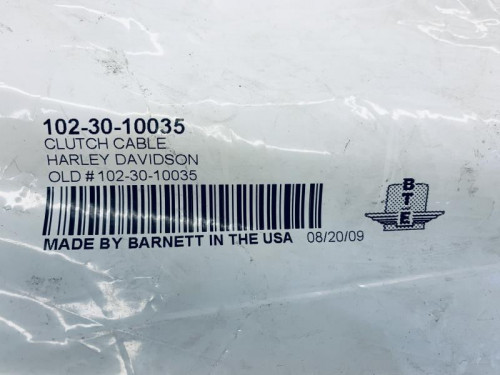 102-30-10035
CLUTCH CABLE
HARLEY DAVIDSON
OLD # 102-30-10035
MADE BY BARNETT IN THE USA 08/20/09
BTE